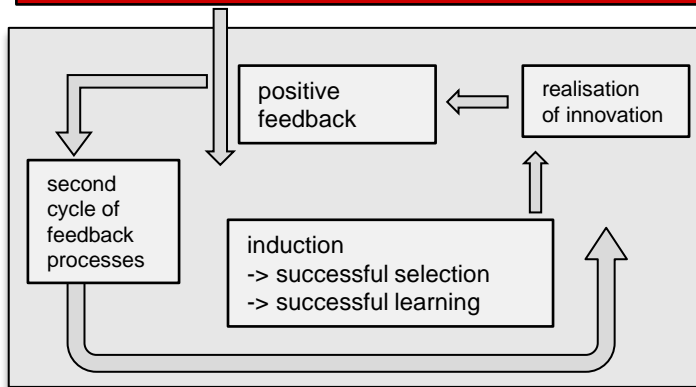 positive
feedback
realisation
of innovation
second
cycle of
feedback
processes
induction
-> successful selection
-> successful learning